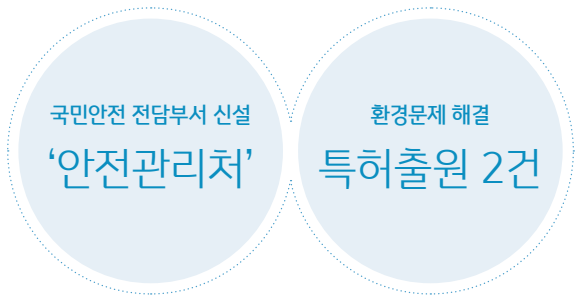 국민안전 전담부서 신설
‘안전관리처’
환경문제 해결
특허출원 2건